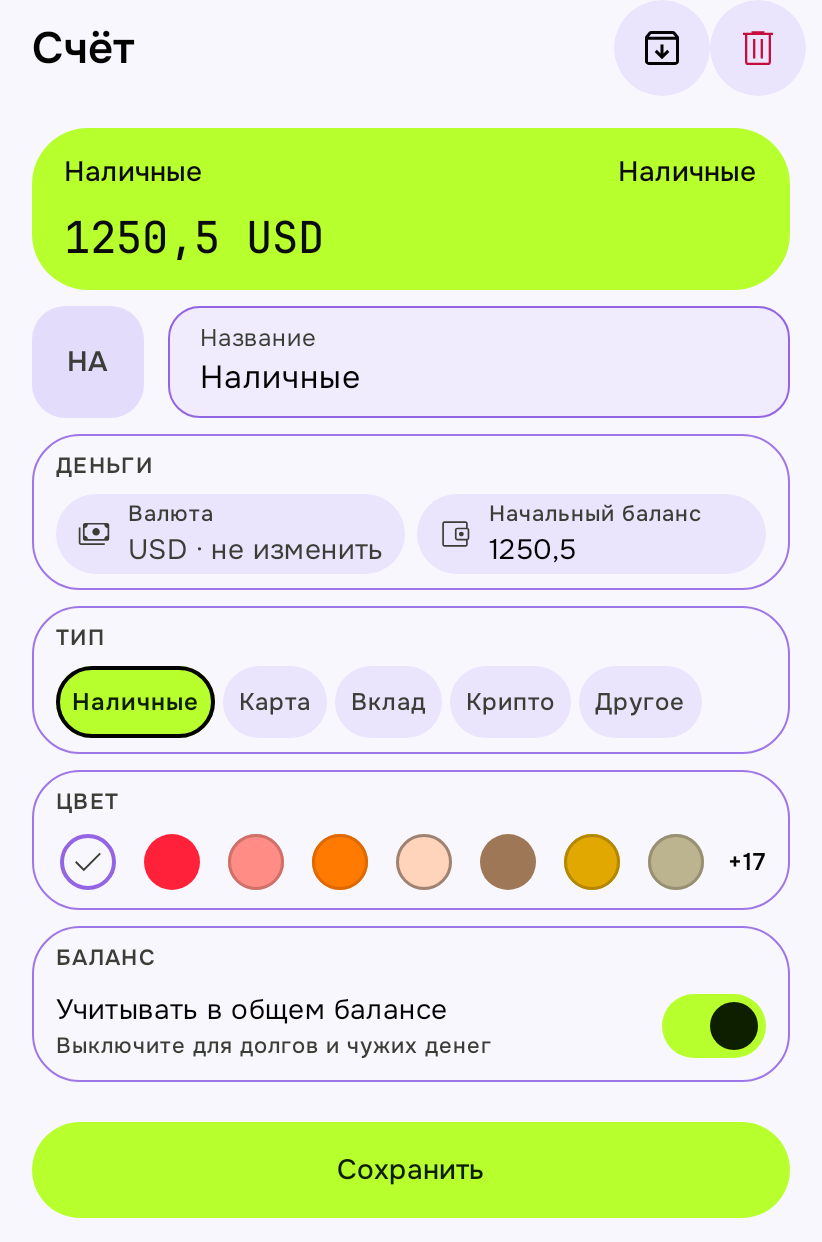 Счёт
Наличные
Наличные
1250,5 USD
НА
Название
Наличные
ДЕНЬГИ
Валюта
USD · не изменить
Начальный баланс
1250,5
ТИП
Наличные
Карта
Вклад
Крипто
Другое
ЦВЕТ
+17
БАЛАНС
Учитывать в общем балансе
Выключите для долгов и чужих денег
Сохранить